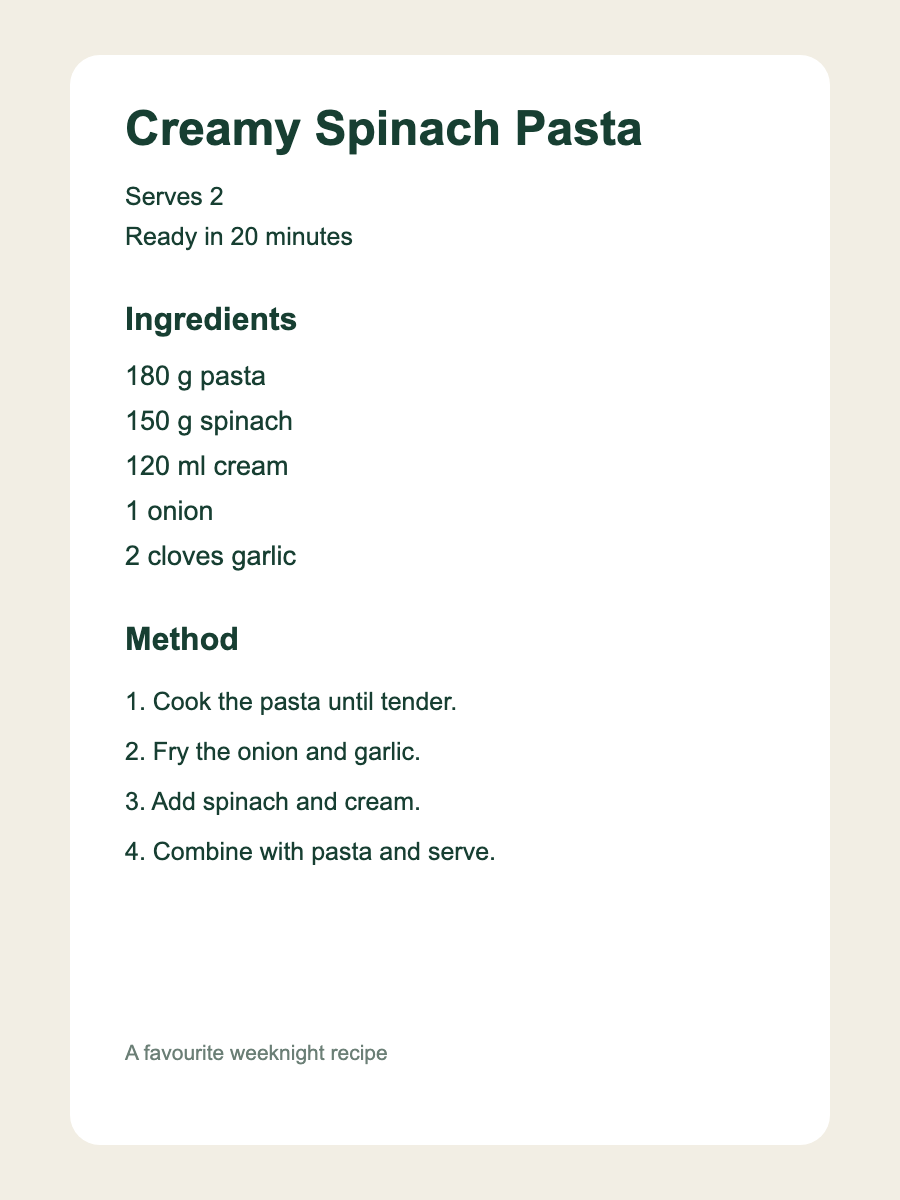 Creamy Spinach Pasta
Serves 2
Ready in 20 minutes
Ingredients
180 g pasta
150 g spinach
120 ml cream
1 onion
2 cloves garlic
Method
1. Cook the pasta until tender.
2. Fry the onion and garlic.
3. Add spinach and cream.
4. Combine with pasta and serve.
A favourite weeknight recipe